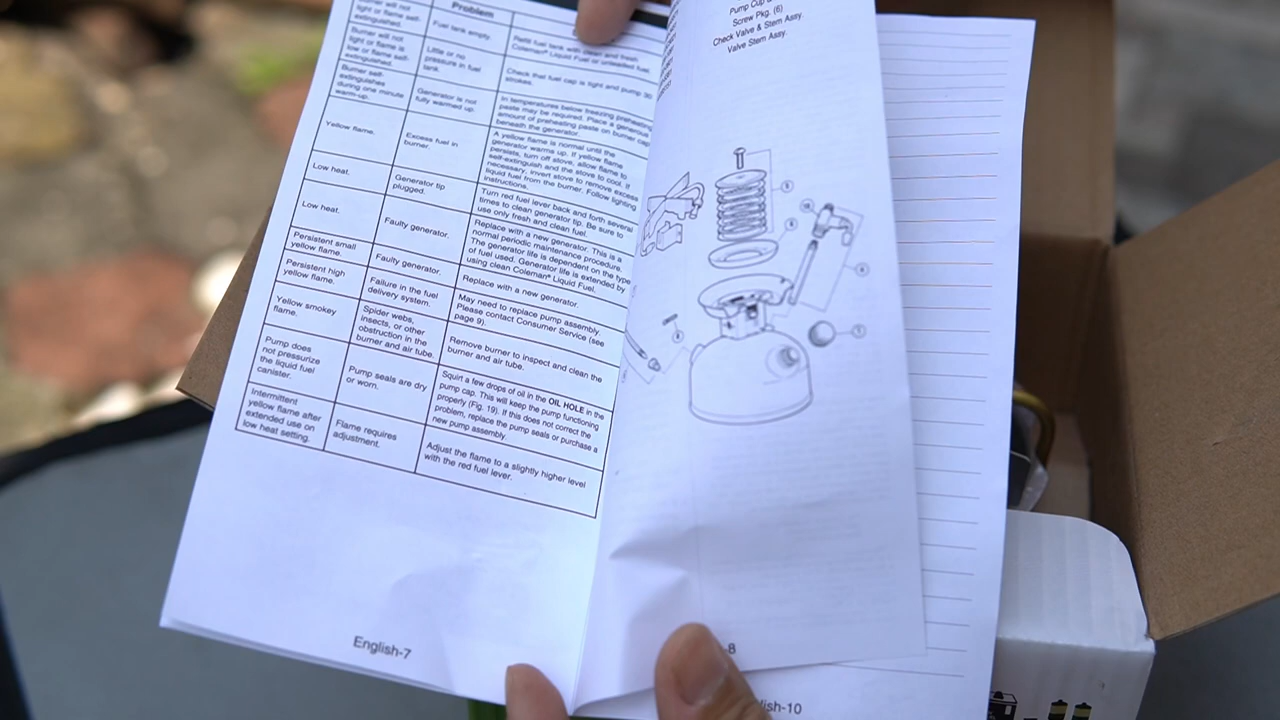 Burner will not
light or flame self-
extinguished.
Problem
Fuel tank empty.
Refill fuel tank with clean and fresh
Coleman® Liquid Fuel or unleaded fuel.
Burner will not
light or flame is
low or flame self-
extinguished.
Little or no
pressure in fuel
tank.
Check that fuel cap is tight and pump 30
strokes.
Burner self-
extinguishes
during one minute
warm-up.
Generator is not
fully warmed up.
In temperatures below freezing preheating
paste may be required. Place a generous
amount of preheating paste on burner cap
beneath the generator.
Yellow flame.
Excess fuel in
burner.
A yellow flame is normal until the
generator warms up. If yellow flame
persists, turn off stove, allow flame to
self-extinguish and the stove to cool. If
necessary, invert stove to remove excess
liquid fuel from the burner. Follow lighting
instructions.
Low heat.
Generator tip
plugged.
Turn red fuel lever back and forth several
times to clean generator tip. Be sure to
use only fresh and clean fuel.
Low heat.
Faulty generator.
Replace with a new generator. This is a
normal periodic maintenance procedure.
The generator life is dependent on the type
of fuel used. Generator life is extended by
using clean Coleman® Liquid Fuel.
Persistent small
yellow flame.
Faulty generator.
Replace with a new generator.
Persistent high
yellow flame.
Failure in the fuel
delivery system.
May need to replace pump assembly.
Please contact Consumer Service (see
page 9).
Yellow smokey
flame.
Spider webs,
insects, or other
obstruction in the
burner and air tube.
Remove burner to inspect and clean the
burner and air tube.
Pump does
not pressurize
the liquid fuel
canister.
Pump seals are dry
or worn.
Squirt a few drops of oil in the OIL HOLE in the
pump cap. This will keep the pump functioning
properly (Fig. 19). If this does not correct the
problem, replace the pump seals or purchase a
new pump assembly.
Intermittent
yellow flame after
extended use on
low heat setting.
Flame requires
adjustment.
Adjust the flame to a slightly higher level
with the red fuel lever.
English-7
Pump Cup
Screw Pkg. (6)
Check Valve & Stem Assy.
Valve Stem Assy.
-8
lish-10